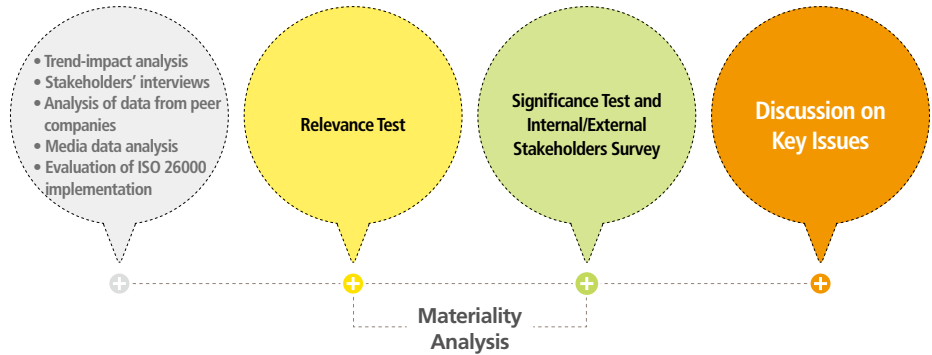 • Trend-impact analysis
• Stakeholders’ interviews
• Analysis of data from peer
companies
• Media data analysis
• Evaluation of ISO 26000
implementation
Relevance Test
Significance Test and
Internal/External
Stakeholders Survey
Discussion on
Key Issues
Materiality
Analysis